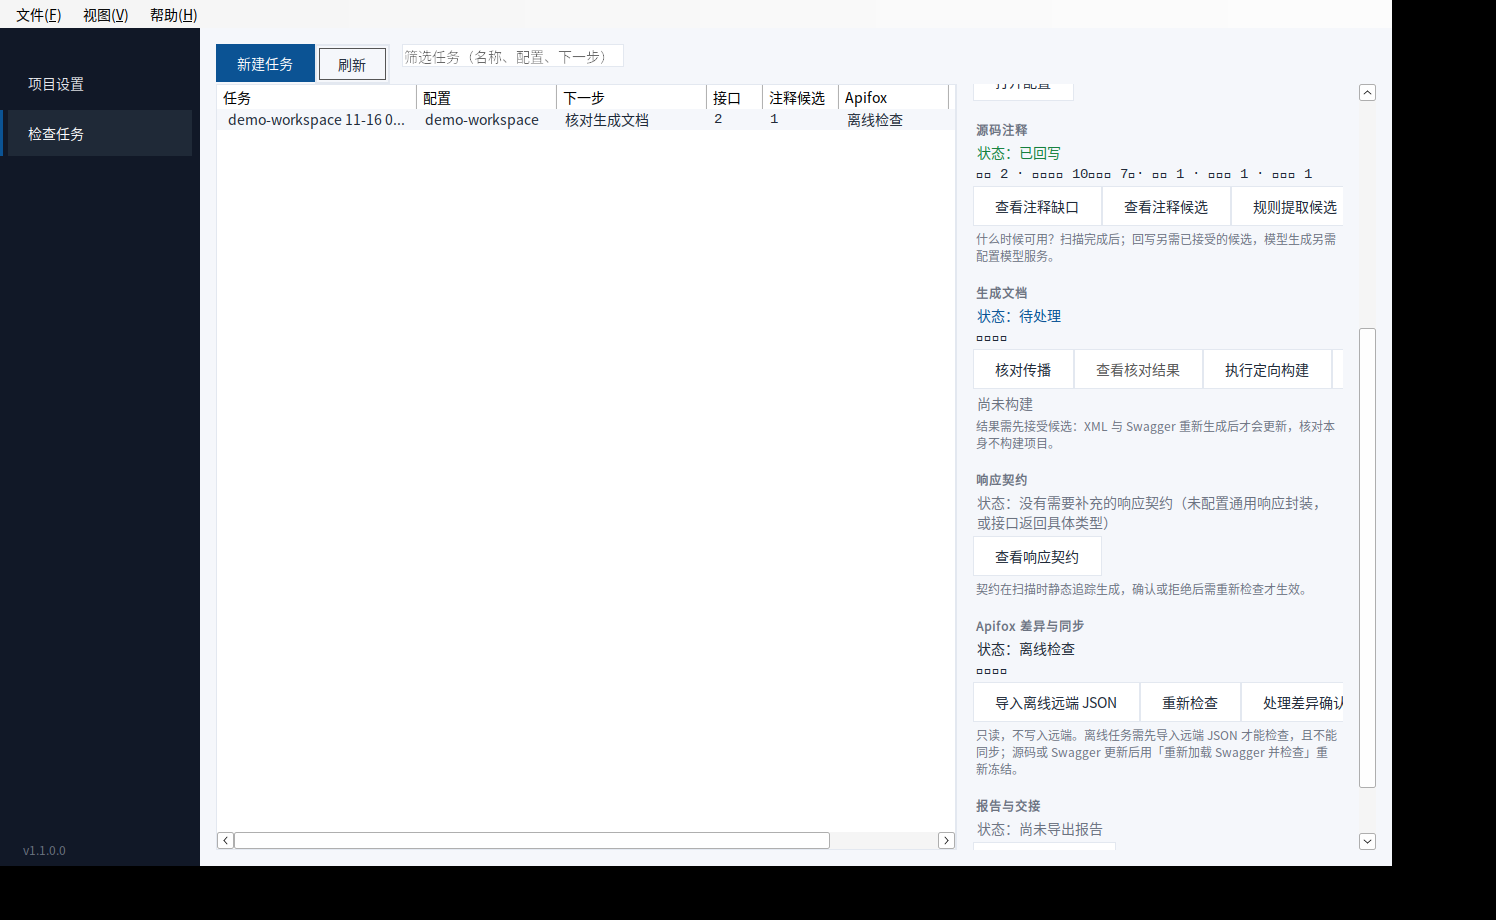 文件(F) 视图(V) 帮助(H)
项目设置
检查任务
v1.1.0.0
新建任务 刷新 筛选任务（名称、配置、下一步）
任务 配置 下一步 接口 注释候选 Apifox
demo-workspace 11-16 0... demo-workspace 核对生成文档 2 1 离线检查
打开配置
源码注释
状态：已回写
□□ 2 · □□□□ 10□□□ 7□· □□ 1 · □□□ 1 · □□□ 1
查看注释缺口 查看注释候选 规则提取候选
什么时候可用？扫描完成后；回写另需已接受的候选，模型生成另需
配置模型服务。
生成文档
状态：待处理
□□□□
核对传播 查看核对结果 执行定向构建
尚未构建
结果需先接受候选：XML 与 Swagger 重新生成后才会更新，核对本
身不构建项目。
响应契约
状态：没有需要补充的响应契约（未配置通用响应封装，
或接口返回具体类型）
查看响应契约
契约在扫描时静态追踪生成，确认或拒绝后需重新检查才生效。
Apifox 差异与同步
状态：离线检查
□□□□
导入离线远端 JSON 重新检查 处理差异确认
只读，不写入远端。离线任务需先导入远端 JSON 才能检查，且不能
同步；源码或 Swagger 更新后用「重新加载 Swagger 并检查」重
新冻结。
报告与交接
状态：尚未导出报告